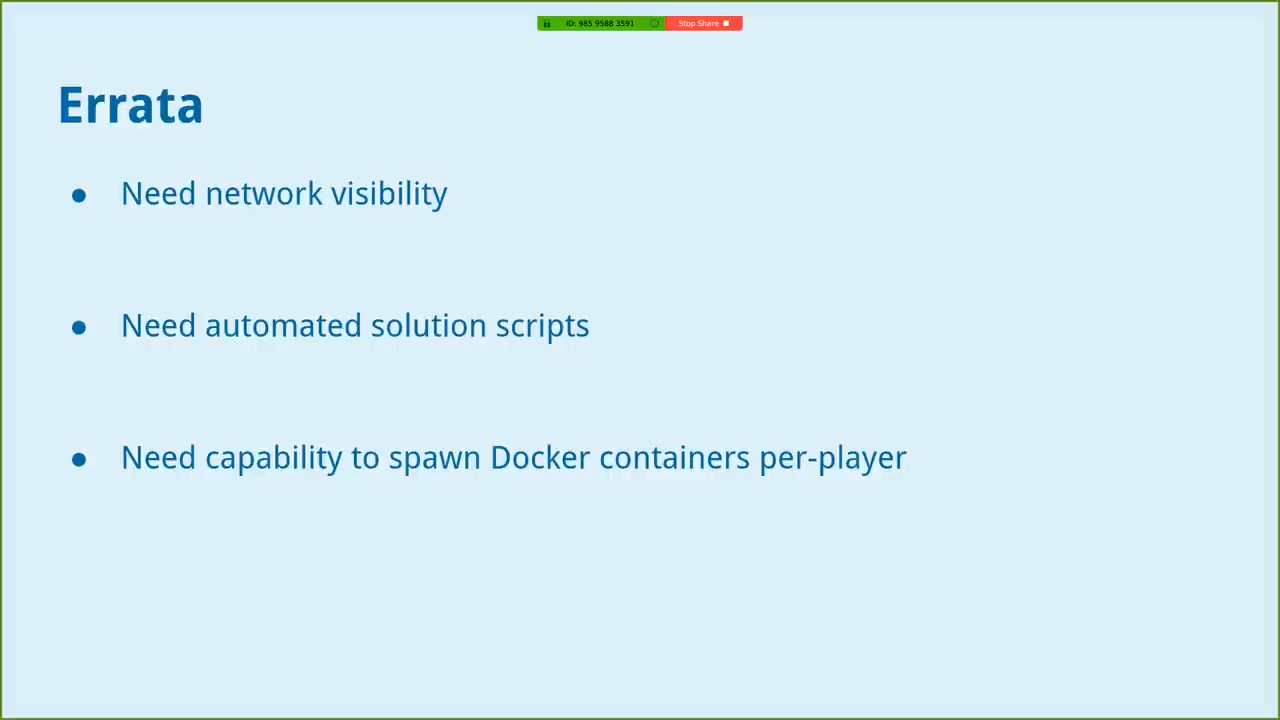 ID: 985 9588 3591 Stop Share
Errata
● Need network visibility
● Need automated solution scripts
● Need capability to spawn Docker containers per-player